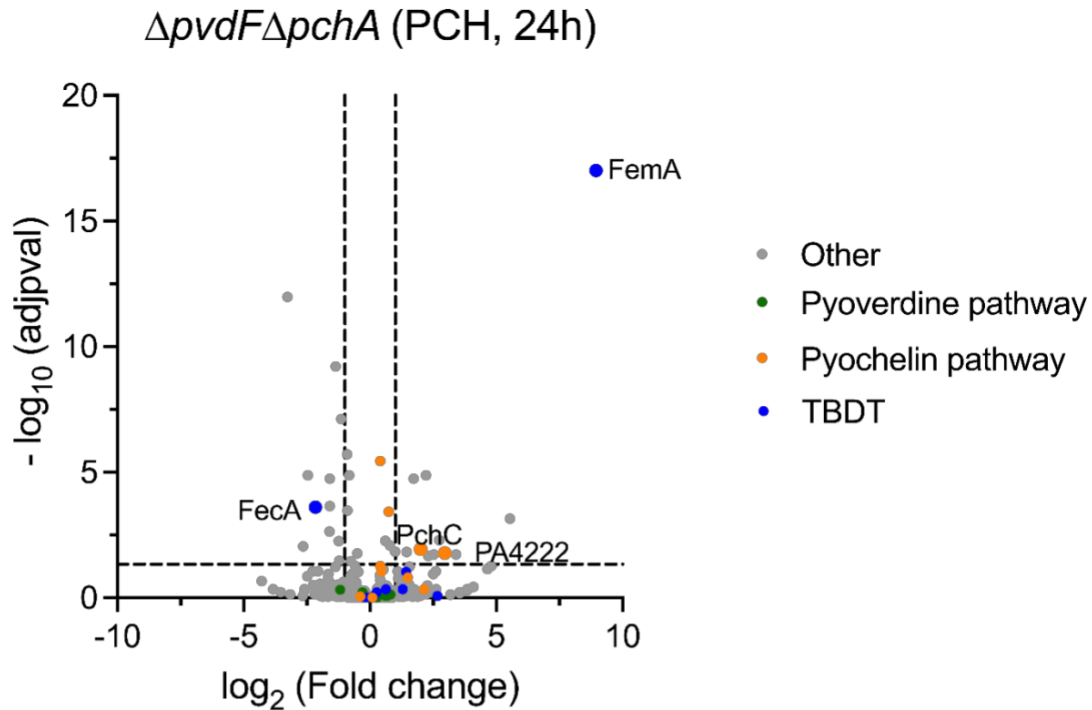 ΔpvdFΔpchA (PCH, 24h)
20
15
10
5
0
- log10 (adjpval)
FemA
FecA
PchC
PA4222
-10
-5
0
5
10
log2 (Fold change)
Other
Pyoverdine pathway
Pyochelin pathway
TBDT